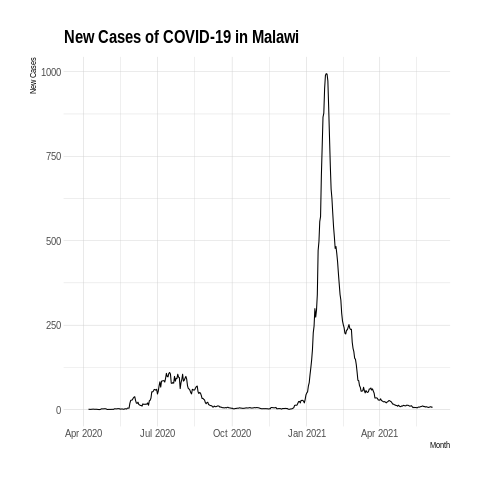 New Cases of COVID-19 in Malawi
New Cases
1000
750
500
250
0
Apr 2020 Jul 2020 Oct 2020 Jan 2021 Apr 2021
Month